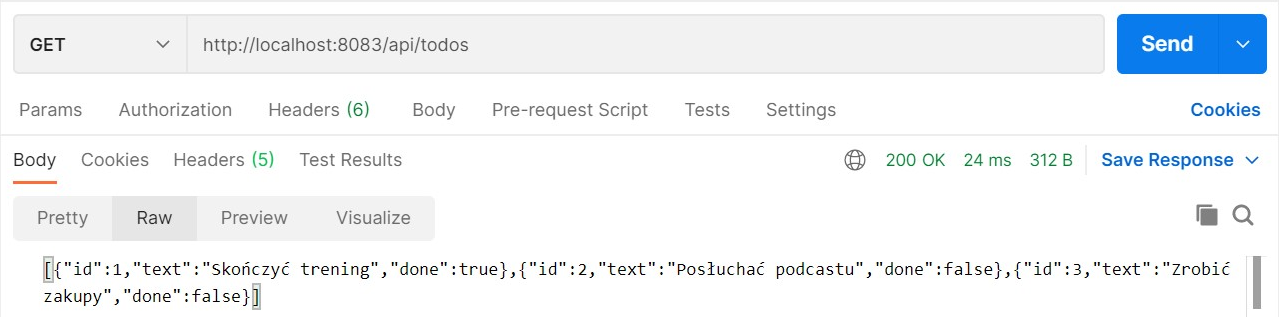 GET http://localhost:8083/api/todos Send
Params Authorization Headers (6) Body Pre-request Script Tests Settings Cookies
Body Cookies Headers (5) Test Results 200 OK 24 ms 312 B Save Response
Pretty Raw Preview Visualize
[{"id":1,"text":"Skończyć trening","done":true},{"id":2,"text":"Posłuchać podcastu","done":false},{"id":3,"text":"Zrobić
zakupy","done":false}]